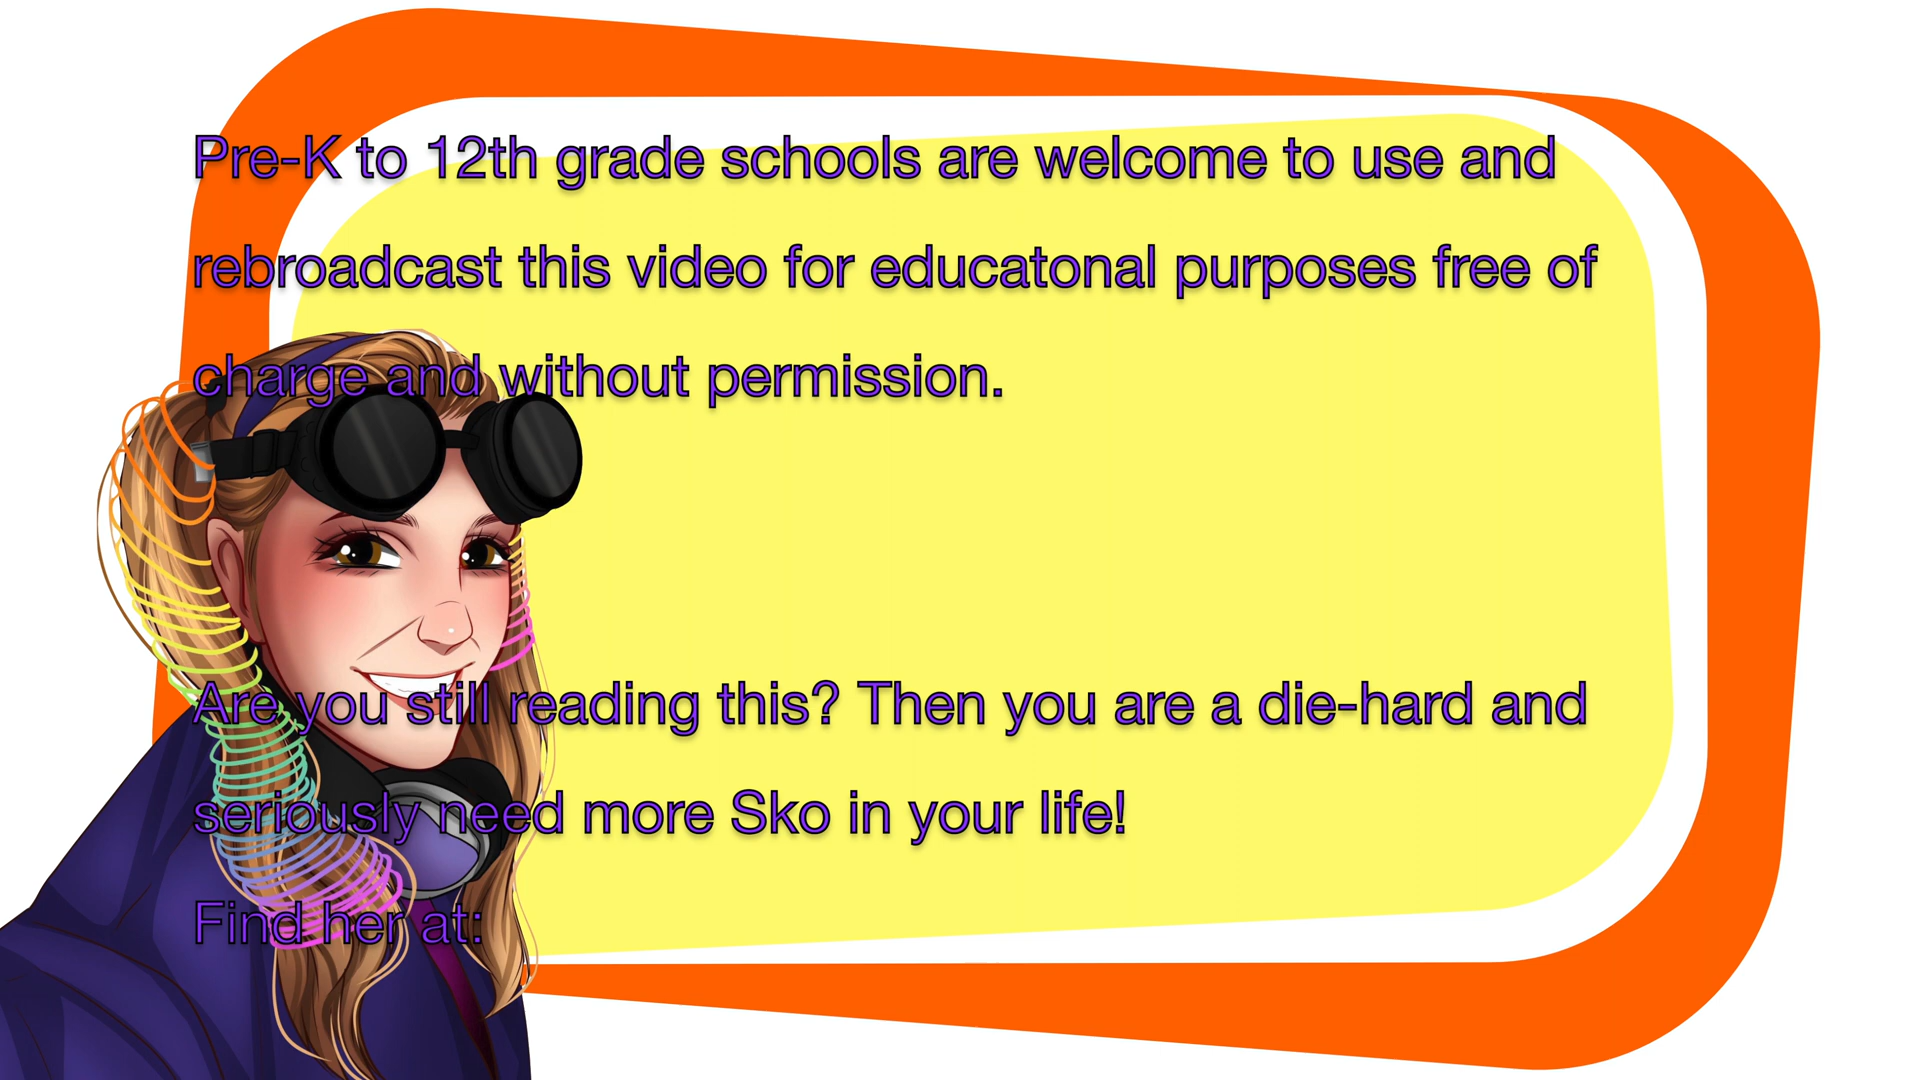 Pre-K to 12th grade schools are welcome to use and
rebroadcast this video for educatonal purposes free of
charge and without permission.
Are you still reading this? Then you are a die-hard and
seriously need more Sko in your life!
Find her at: